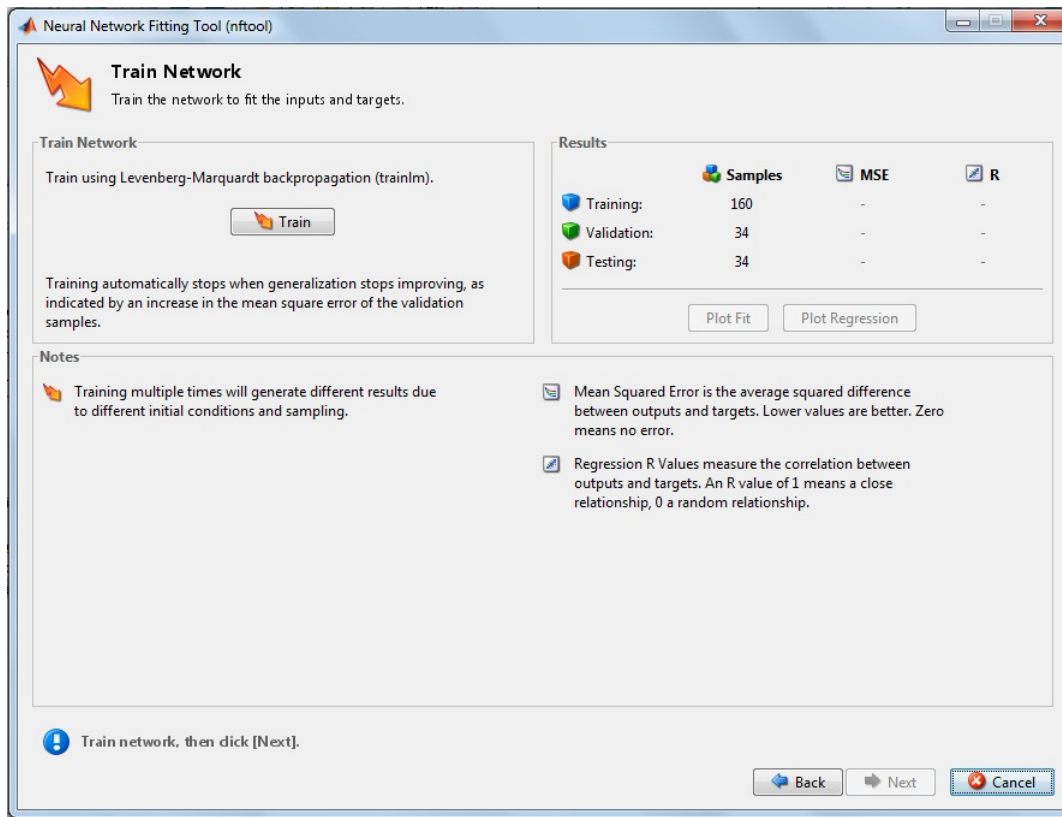 Neural Network Fitting Tool (nftool)
Train Network
Train the network to fit the inputs and targets.
Train Network
Train using Levenberg-Marquardt backpropagation (trainlm).
Train
Training automatically stops when generalization stops improving, as
indicated by an increase in the mean square error of the validation
samples.
Results
Samples MSE R
Training: 160 - -
Validation: 34 - -
Testing: 34 - -
Plot Fit Plot Regression
Notes
Training multiple times will generate different results due
to different initial conditions and sampling.
Mean Squared Error is the average squared difference
between outputs and targets. Lower values are better. Zero
means no error.
Regression R Values measure the correlation between
outputs and targets. An R value of 1 means a close
relationship, 0 a random relationship.
Train network, then click [Next].
Back Next Cancel